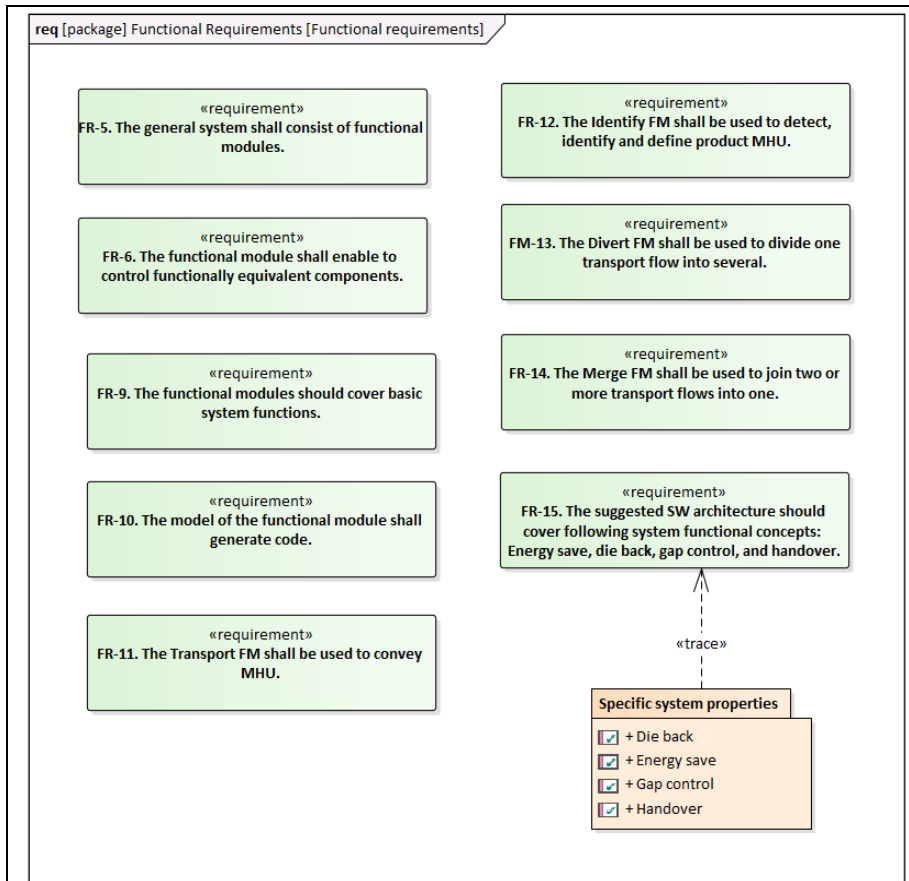 req [package] Functional Requirements [Functional requirements]
«requirement»
FR-5. The general system shall consist of functional
modules.
«requirement»
FR-6. The functional module shall enable to
control functionally equivalent components.
«requirement»
FR-9. The functional modules should cover basic
system functions.
«requirement»
FR-10. The model of the functional module shall
generate code.
«requirement»
FR-11. The Transport FM shall be used to convey
MHU.
«requirement»
FR-12. The Identify FM shall be used to detect,
identify and define product MHU.
«requirement»
FM-13. The Divert FM shall be used to divide one
transport flow into several.
«requirement»
FR-14. The Merge FM shall be used to join two or
more transport flows into one.
«requirement»
FR-15. The suggested SW architecture should
cover following system functional concepts:
Energy save, die back, gap control, and handover.
«trace»
Specific system properties
+ Die back
+ Energy save
+ Gap control
+ Handover